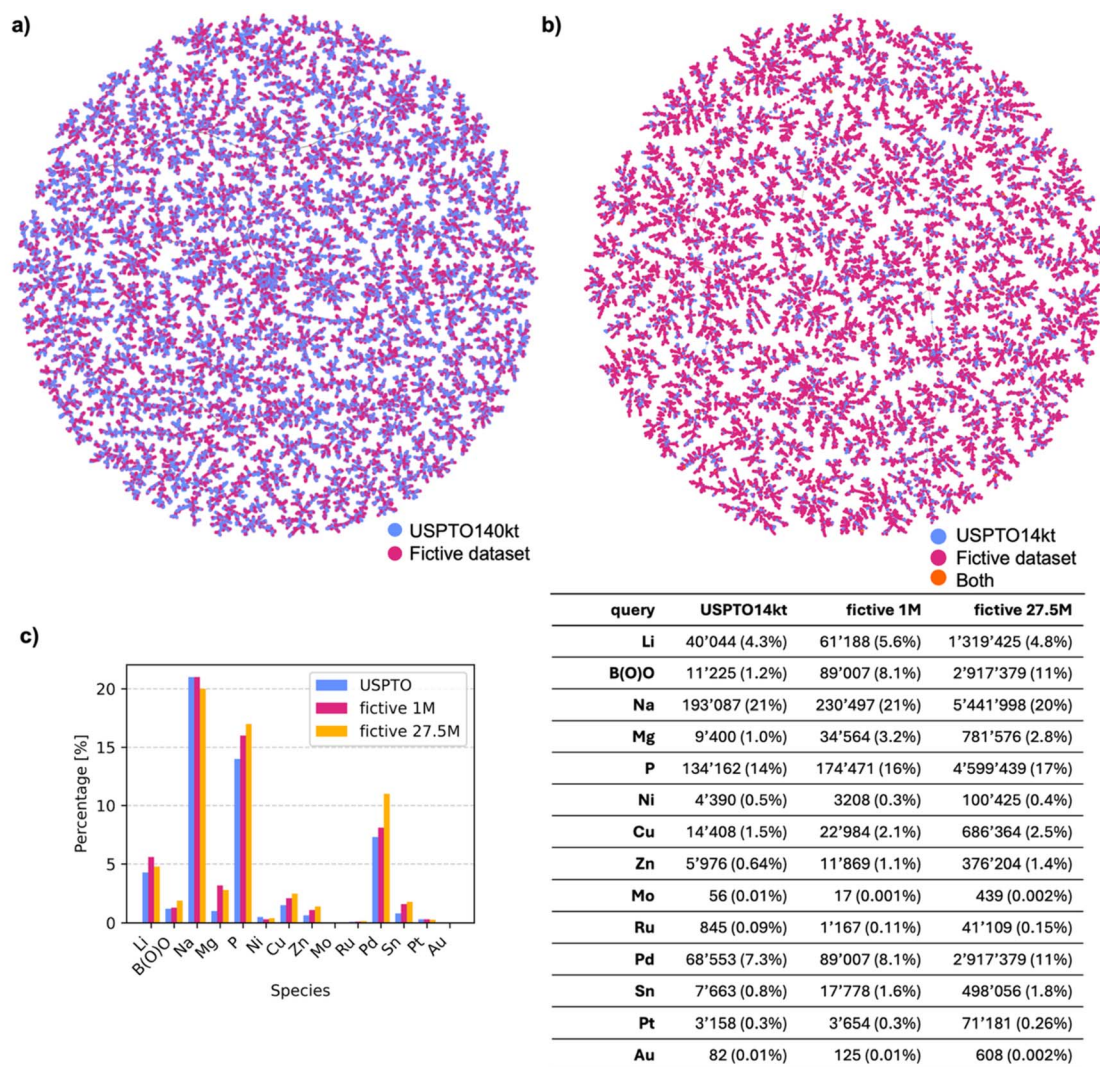 a)
b)
USPTO140kt
Fictive dataset
USPTO14kt
Fictive dataset
Both
c)
Percentage [%]
20
15
10
5
0
USPTO
fictive 1M
fictive 27.5M
Li
B(O)O
Na
Mg
P
Ni
Cu
Zn
Mo
Ru
Pd
Sn
Pt
Au
Species
query USPTO14kt fictive 1M fictive 27.5M
Li 40'044 (4.3%) 61'188 (5.6%) 1'319'425 (4.8%)
B(O)O 11'225 (1.2%) 89'007 (8.1%) 2'917'379 (11%)
Na 193'087 (21%) 230'497 (21%) 5'441'998 (20%)
Mg 9'400 (1.0%) 34'564 (3.2%) 781'576 (2.8%)
P 134'162 (14%) 174'471 (16%) 4'599'439 (17%)
Ni 4'390 (0.5%) 3208 (0.3%) 100'425 (0.4%)
Cu 14'408 (1.5%) 22'984 (2.1%) 686'364 (2.5%)
Zn 5'976 (0.64%) 11'869 (1.1%) 376'204 (1.4%)
Mo 56 (0.01%) 17 (0.001%) 439 (0.002%)
Ru 845 (0.09%) 1'167 (0.11%) 41'109 (0.15%)
Pd 68'553 (7.3%) 89'007 (8.1%) 2'917'379 (11%)
Sn 7'663 (0.8%) 17'778 (1.6%) 498'056 (1.8%)
Pt 3'158 (0.3%) 3'654 (0.3%) 71'181 (0.26%)
Au 82 (0.01%) 125 (0.01%) 608 (0.002%)